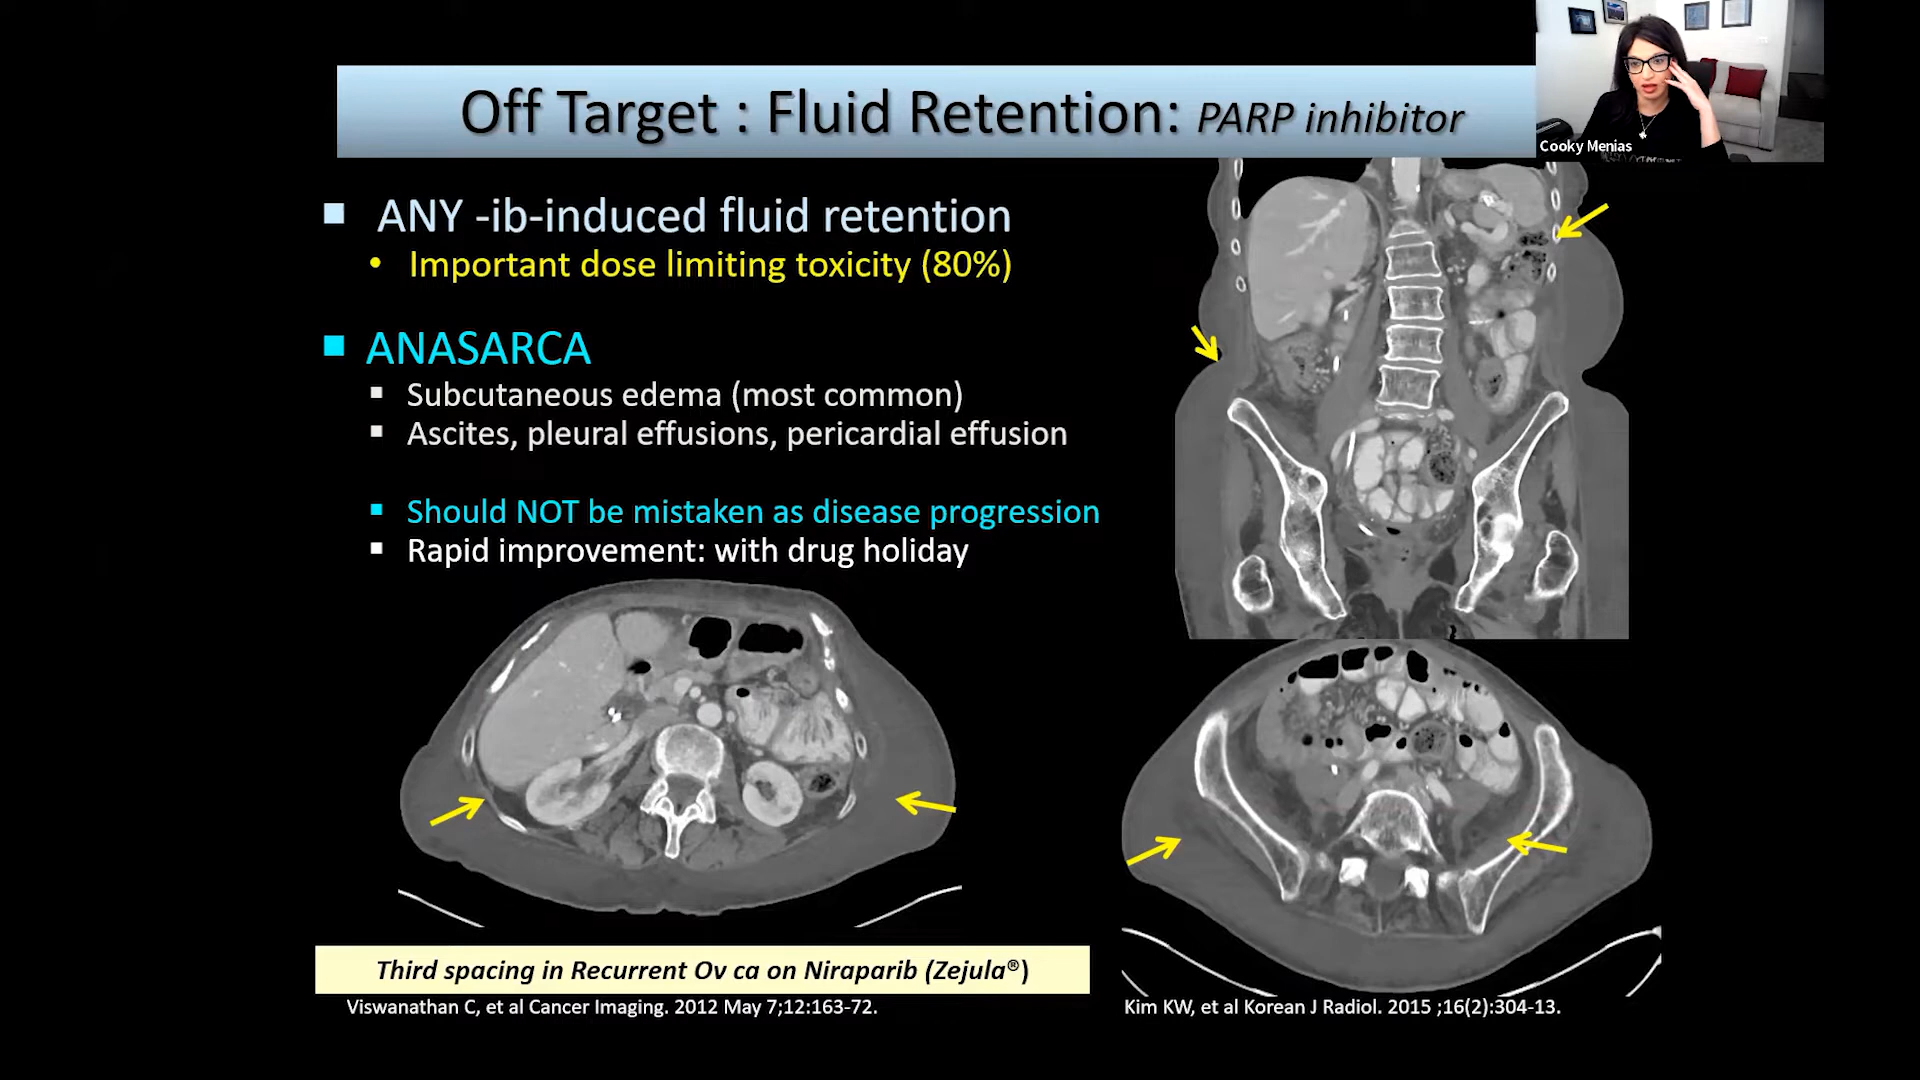 Off Target : Fluid Retention: PARP inhibitor
Cooky Menias
■ ANY -ib-induced fluid retention
• Important dose limiting toxicity (80%)
■ ANASARCA
▪ Subcutaneous edema (most common)
▪ Ascites, pleural effusions, pericardial effusion
▪ Should NOT be mistaken as disease progression
▪ Rapid improvement: with drug holiday
Third spacing in Recurrent Ov ca on Niraparib (Zejula®)
Viswanathan C, et al Cancer Imaging. 2012 May 7;12:163-72.
Kim KW, et al Korean J Radiol. 2015 ;16(2):304-13.